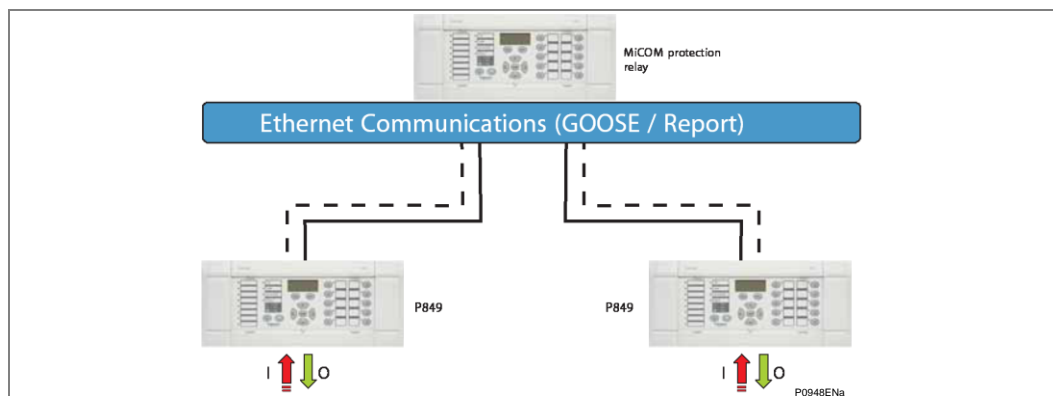 MiCOM protection
relay
Ethernet Communications (GOOSE / Report)
P849
P849
I O
I O
P0948ENa